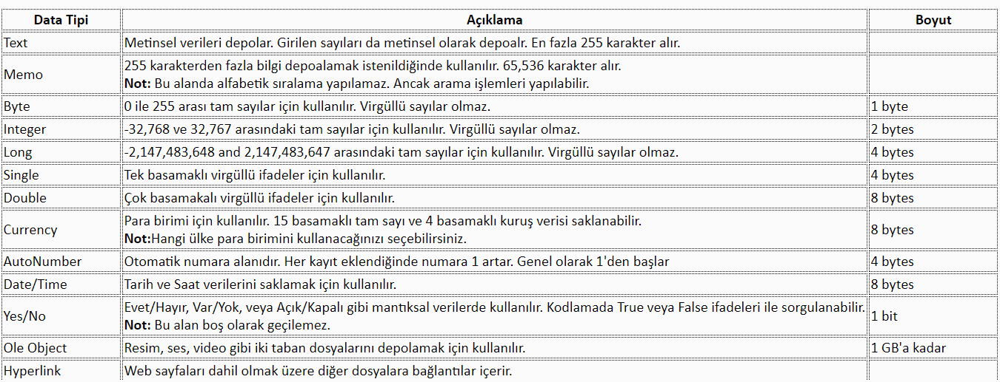 Data Tipi Açıklama Boyut
Text Metinsel verileri depolar. Girilen sayıları da metinsel olarak depoalr. En fazla 255 karakter alır.
Memo 255 karakterden fazla bilgi depoalamak istenildiğinde kullanılır. 65,536 karakter alır.
Not: Bu alanda alfabetik sıralama yapılamaz. Ancak arama işlemleri yapılabilir.
Byte 0 ile 255 arası tam sayılar için kullanılır. Virgüllü sayılar olmaz. 1 byte
Integer -32,768 ve 32,767 arasındaki tam sayılar için kullanılır. Virgüllü sayılar olmaz. 2 bytes
Long -2,147,483,648 and 2,147,483,647 arasındaki tam sayılar için kullanılır. Virgüllü sayılar olmaz. 4 bytes
Single Tek basamaklı virgüllü ifadeler için kullanılır. 4 bytes
Double Çok basamakalı virgüllü ifadeler için kullanılır. 8 bytes
Currency Para birimi için kullanılır. 15 basamaklı tam sayı ve 4 basamaklı kuruş verisi saklanabilir. 8 bytes
Not:Hangi ülke para birimini kullanacağınızı seçebilirsiniz.
AutoNumber Otomatik numara alanıdır. Her kayıt eklendiğinde numara 1 artar. Genel olarak 1'den başlar 4 bytes
Date/Time Tarih ve Saat verilerini saklamak için kullanılır. 8 bytes
Yes/No Evet/Hayır, Var/Yok, veya Açık/Kapalı gibi mantıksal verilerde kullanılır. Kodlamada True veya False ifadeleri ile sorgulanabilir. 1 bit
Not: Bu alan boş olarak geçilemez.
Ole Object Resim, ses, video gibi iki taban dosyalarını depolamak için kullanılır. 1 GB'a kadar
Hyperlink Web sayfaları dahil olmak üzere diğer dosyalara bağlantılar içerir.